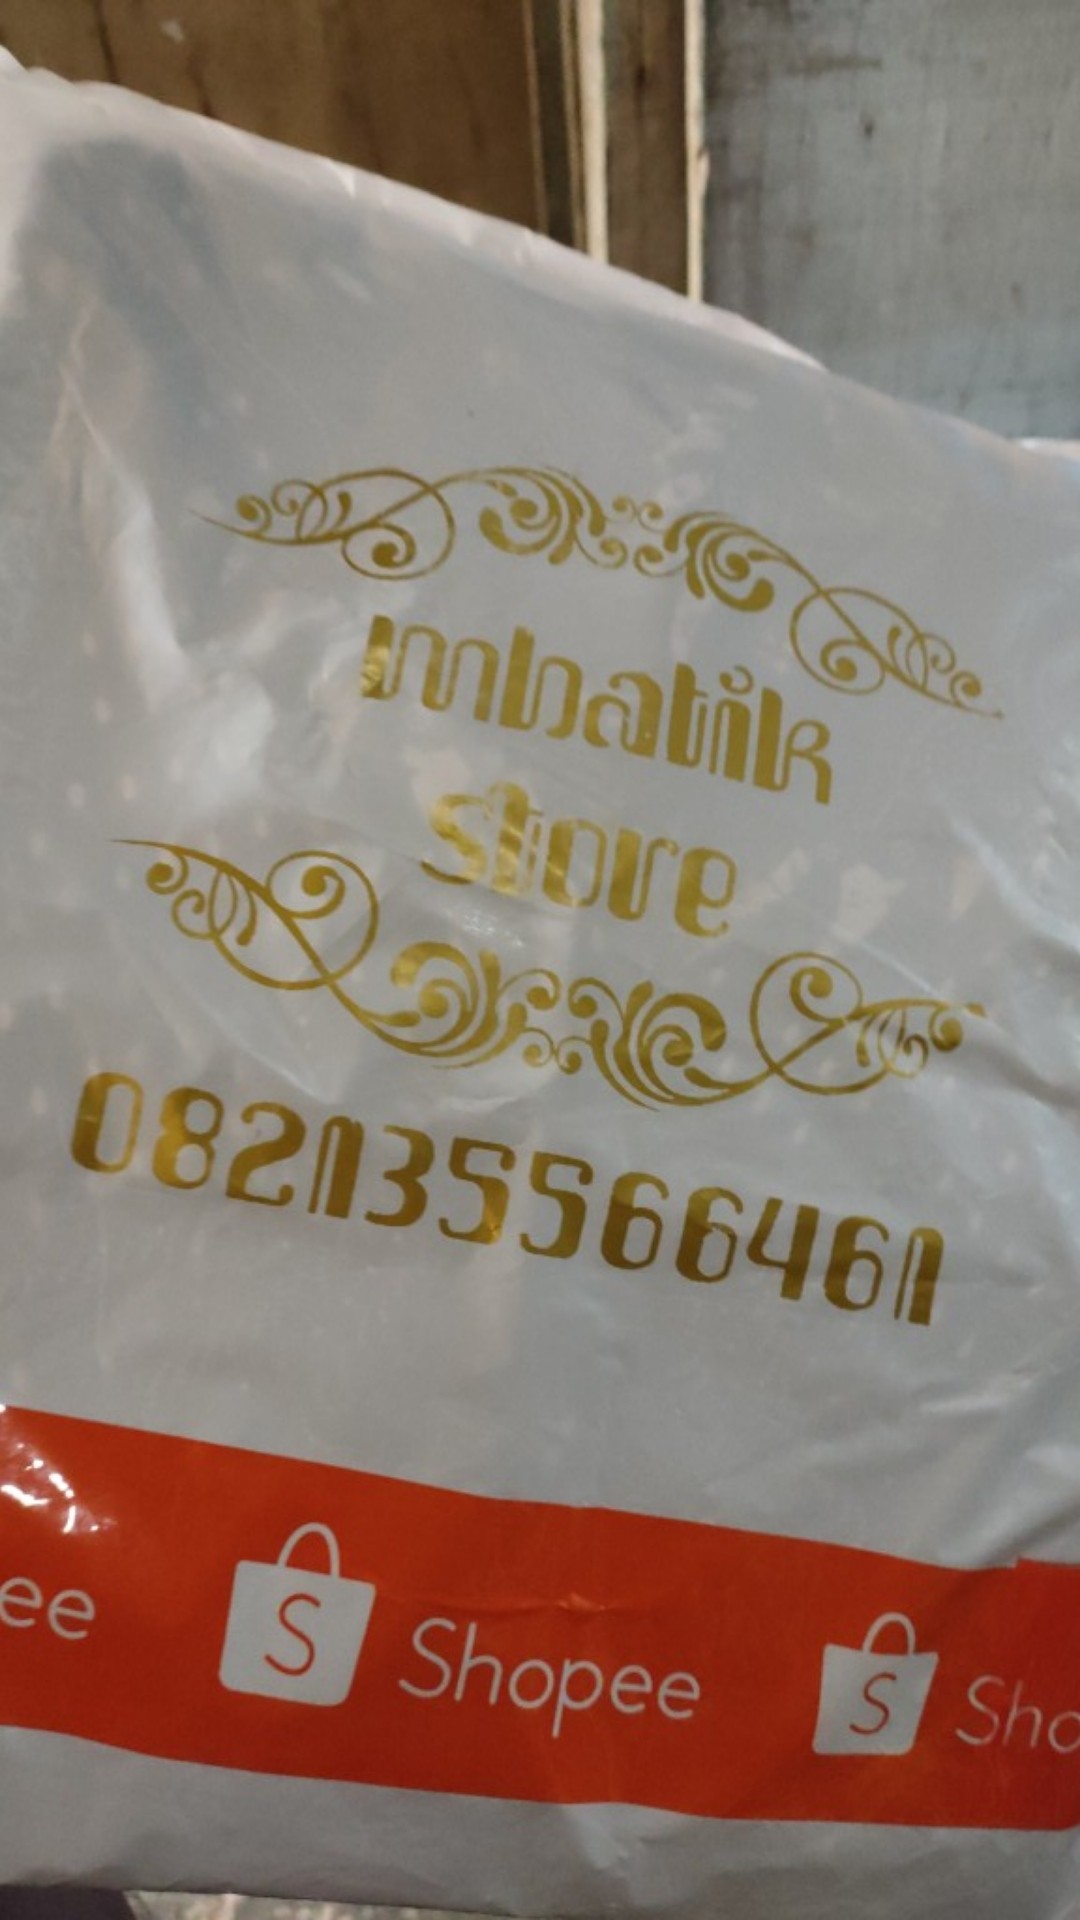 mbatik
store
082135566461
ee S Shopee S Sho